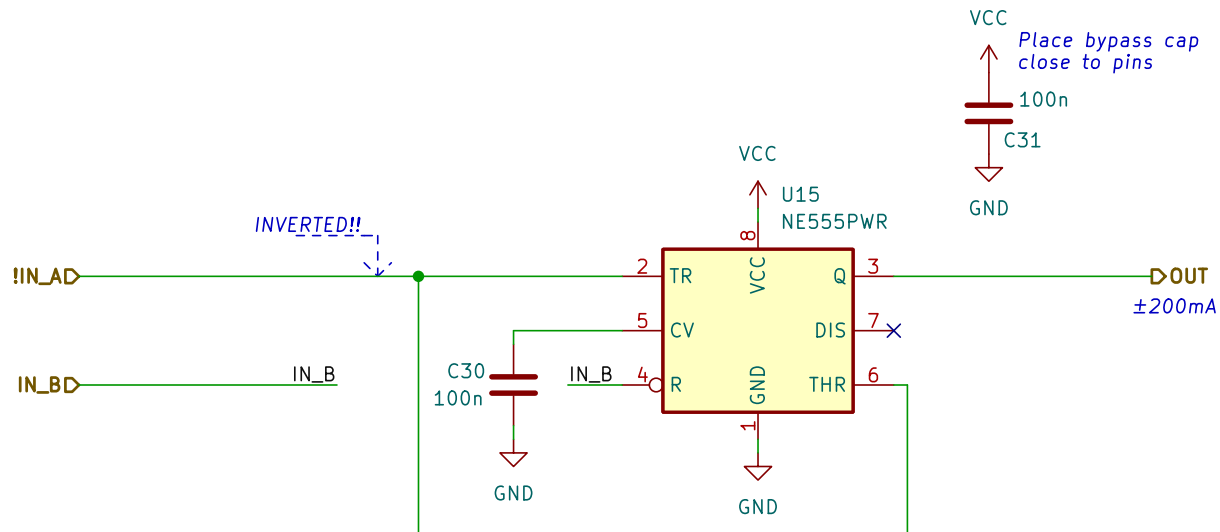 VCC
Place bypass cap
close to pins
100n
C31
GND
VCC
U15
NE555PWR
8
INVERTED!!
!IN_A
2
TR
VCC
Q
3
OUT
±200mA
5
CV
DIS
7
IN_B
IN_B
C30
100n
IN_B
4
R
GND
THR
6
1
GND
GND